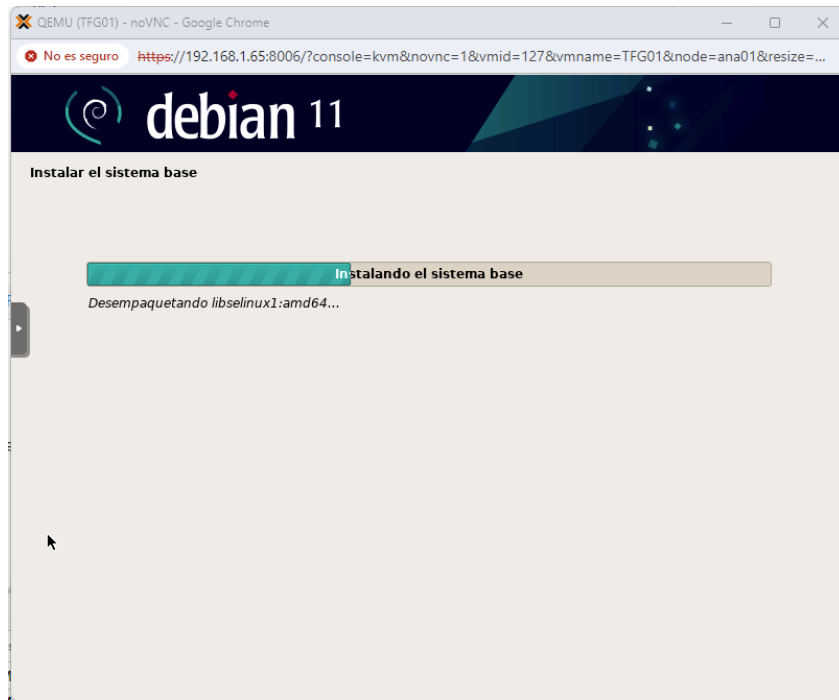 QEMU (TFG01) - noVNC - Google Chrome
No es seguro https://192.168.1.65:8006/?console=kvm&novnc=1&vmid=127&vmname=TFG01&node=ana01&resize=...
debian 11
Instalar el sistema base
Instalando el sistema base
Desempaquetando libselinux1:amd64...